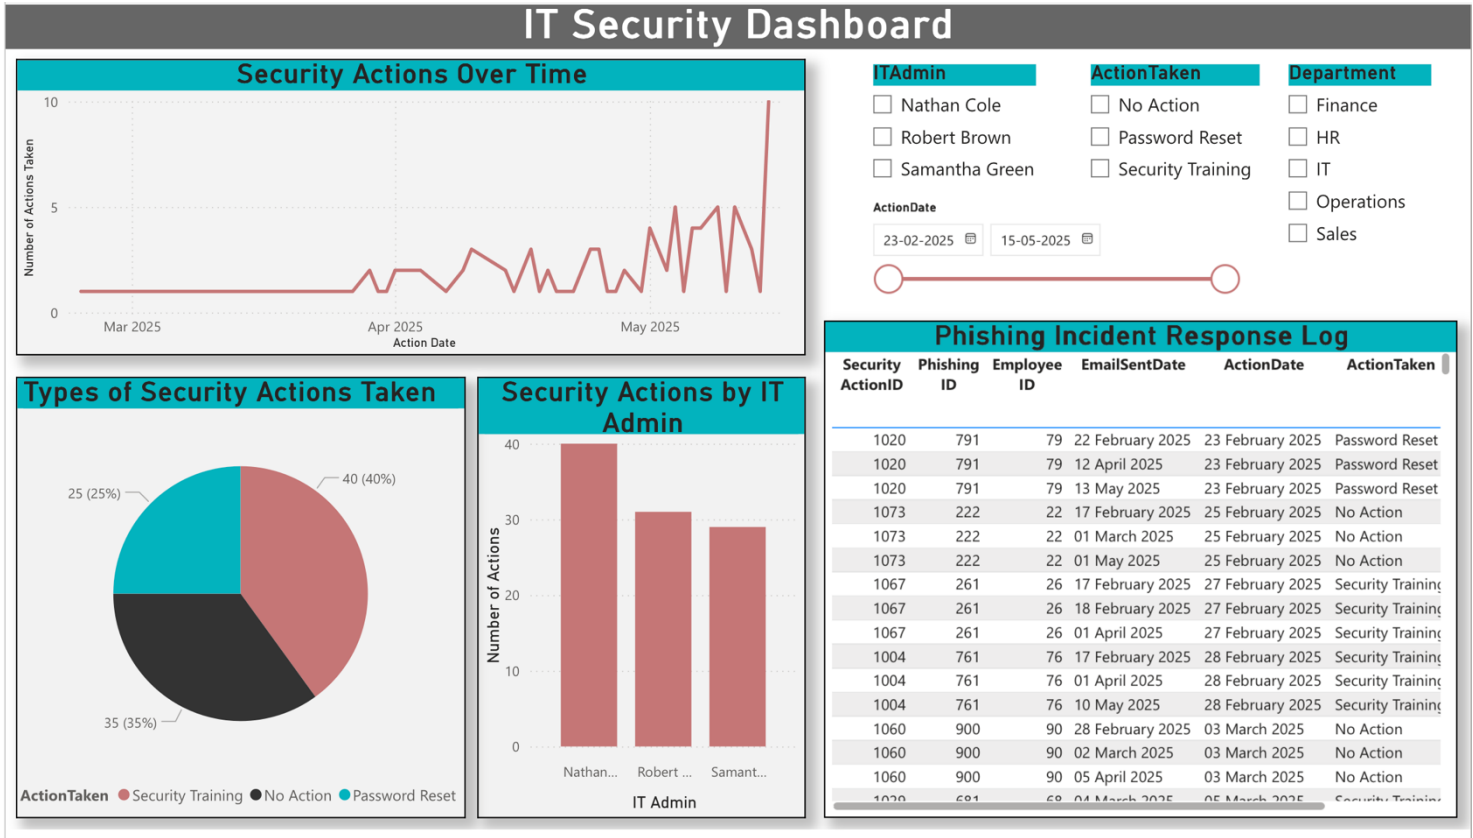 IT Security Dashboard
Security Actions Over Time
10
5
0
Number of Actions Taken
Mar 2025 Apr 2025 May 2025
Action Date
ITAdmin
Nathan Cole
Robert Brown
Samantha Green
ActionTaken
No Action
Password Reset
Security Training
Department
Finance
HR
IT
Operations
Sales
ActionDate
23-02-2025 15-05-2025
Types of Security Actions Taken
40 (40%)
25 (25%)
35 (35%)
ActionTaken Security Training No Action Password Reset
Security Actions by IT
Admin
40
30
20
10
0
Number of Actions
Nathan... Robert ... Samant...
IT Admin
Phishing Incident Response Log
Security Phishing Employee EmailSentDate ActionDate ActionTaken
ActionID ID ID
1020 791 79 22 February 2025 23 February 2025 Password Reset
1020 791 79 12 April 2025 23 February 2025 Password Reset
1020 791 79 13 May 2025 23 February 2025 Password Reset
1073 222 22 17 February 2025 25 February 2025 No Action
1073 222 22 01 March 2025 25 February 2025 No Action
1073 222 22 01 May 2025 25 February 2025 No Action
1067 261 26 17 February 2025 27 February 2025 Security Training
1067 261 26 18 February 2025 27 February 2025 Security Training
1067 261 26 01 April 2025 27 February 2025 Security Training
1004 761 76 17 February 2025 28 February 2025 Security Training
1004 761 76 01 April 2025 28 February 2025 Security Training
1004 761 76 10 May 2025 28 February 2025 Security Training
1060 900 90 28 February 2025 03 March 2025 No Action
1060 900 90 02 March 2025 03 March 2025 No Action
1060 900 90 05 April 2025 03 March 2025 No Action
1029 681 68 04 March 2025 05 March 2025 Security Training